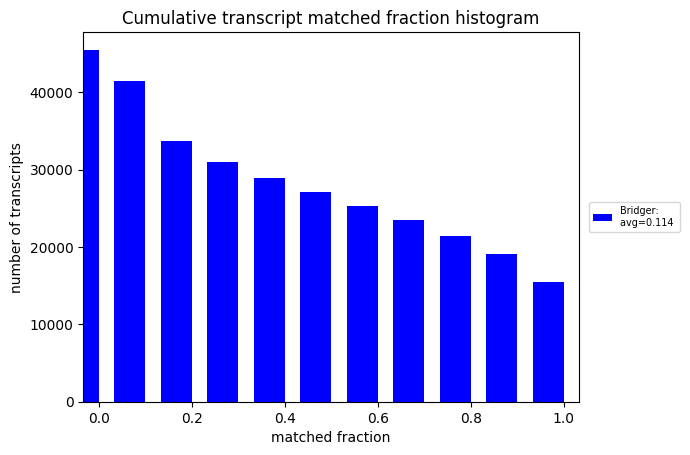 Cumulative transcript matched fraction histogram
number of transcripts
40000
30000
20000
10000
0
0.0 0.2 0.4 0.6 0.8 1.0
matched fraction
Bridger:
avg=0.114